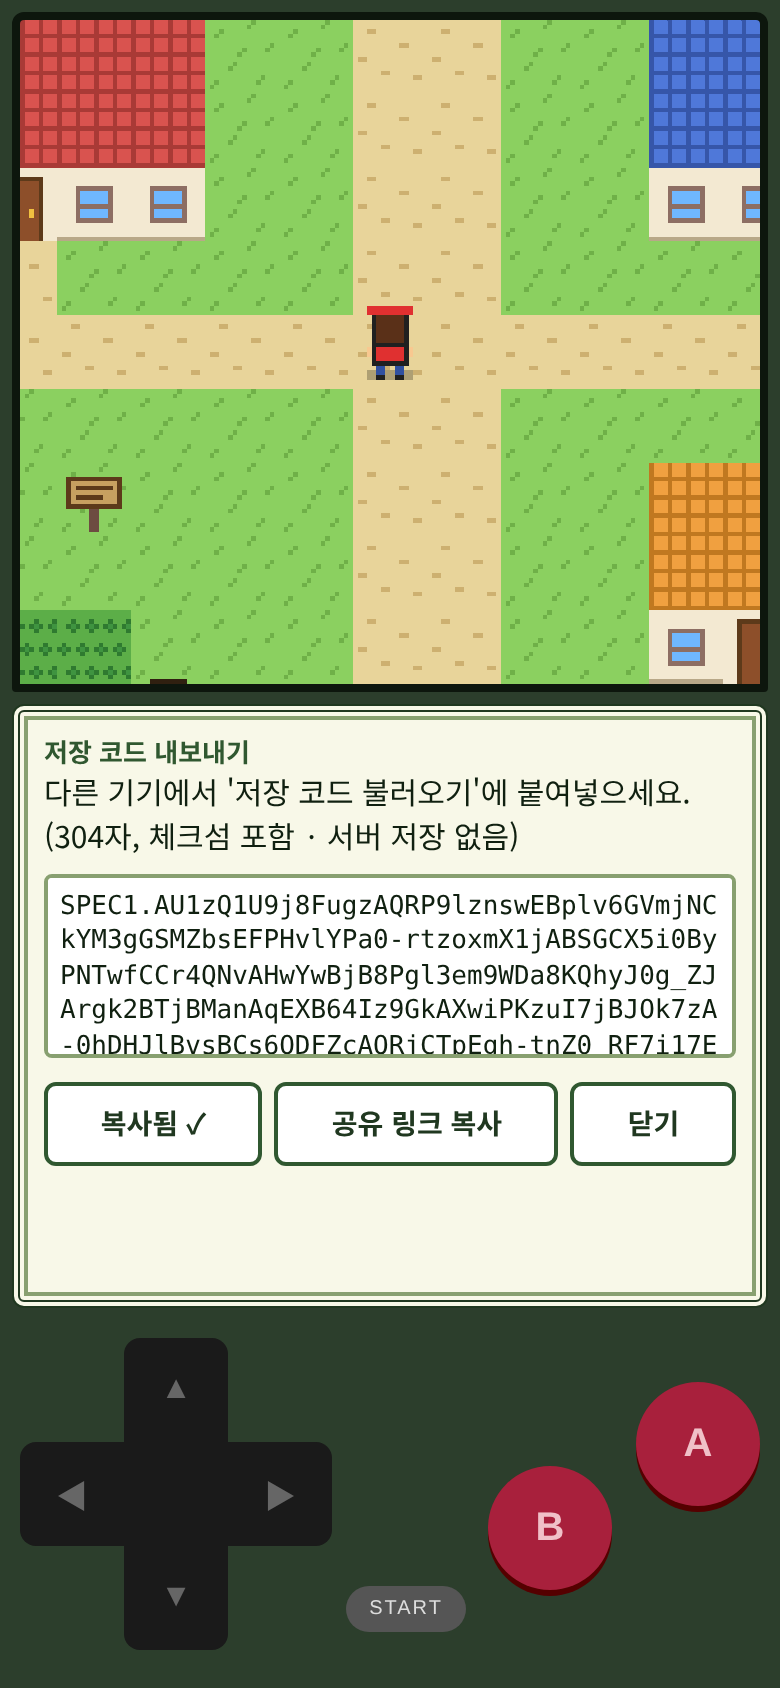 저장 코드 내보내기
다른 기기에서 '저장 코드 불러오기'에 붙여넣으세요.
(304자, 체크섬 포함 · 서버 저장 없음)
SPEC1.AU1zQ1U9j8FugzAQRP9lznswEBplv6GVmjNC
kYM3gGSMZbsEFPHvlYPa0-rtzoxmX1jABSGCX5i0By
PNTwfCCr4QNvAHwYwBjB8Pgl3em9WDa8KQhyJ0g_ZJ
Argk2BTjBManAqEXB64Iz9GkAXwiPKzuI7jBJOk7zA
복사됨 ✓
공유 링크 복사
닫기
A
B
START